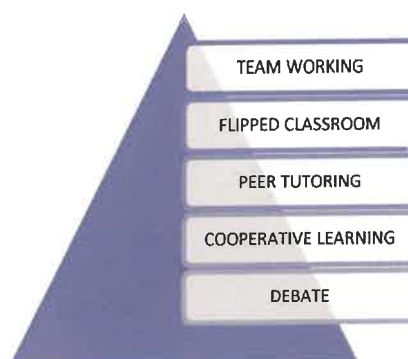 TEAM WORKING
FLIPPED CLASSROOM
PEER TUTORING
COOPERATIVE LEARNING
DEBATE